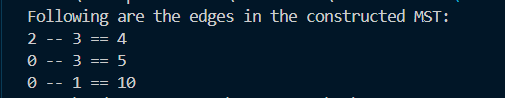 Following are the edges in the constructed MST:
2 -- 3 == 4
0 -- 3 == 5
0 -- 1 == 10